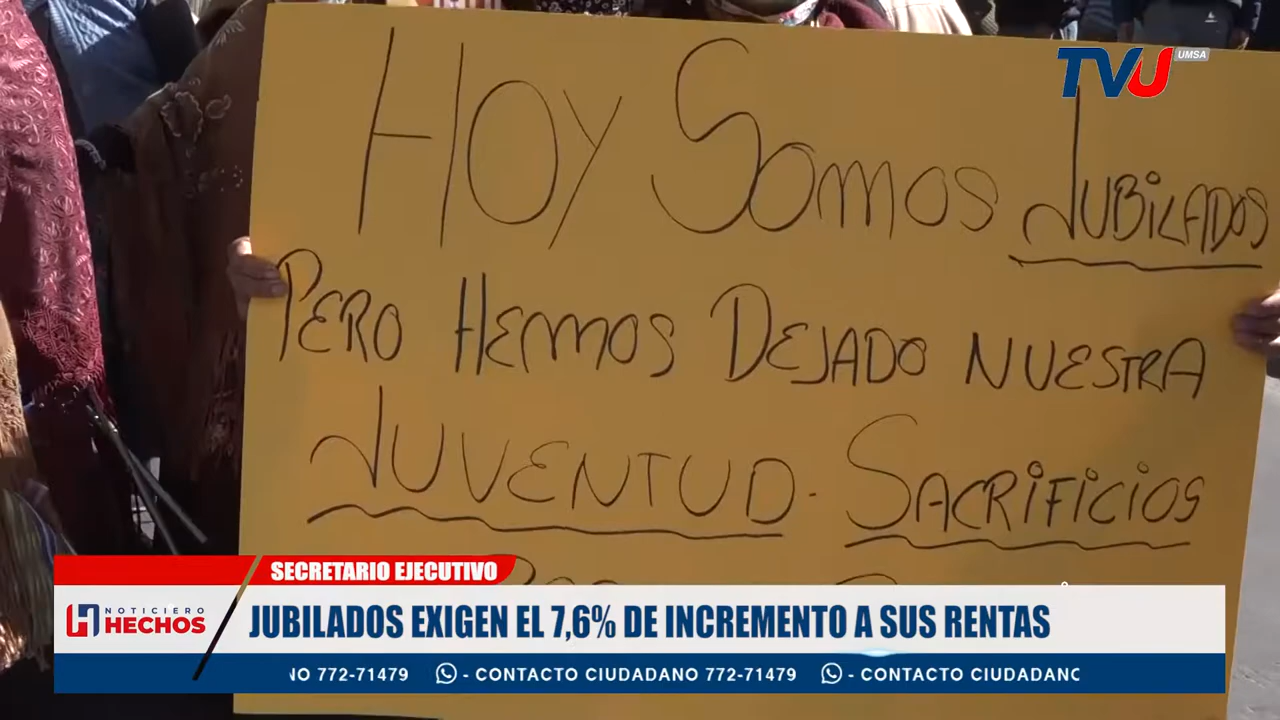 TVU UMSA
HOY SOMOS JUBILADOS
PERO HEMOS DEJADO NUESTRA
JUVENTUD - SACRIFICIOS
SECRETARIO EJECUTIVO
NOTICIERO
HECHOS
JUBILADOS EXIGEN EL 7,6% DE INCREMENTO A SUS RENTAS
NO 772-71479 - CONTACTO CIUDADANO 772-71479 - CONTACTO CIUDADANO